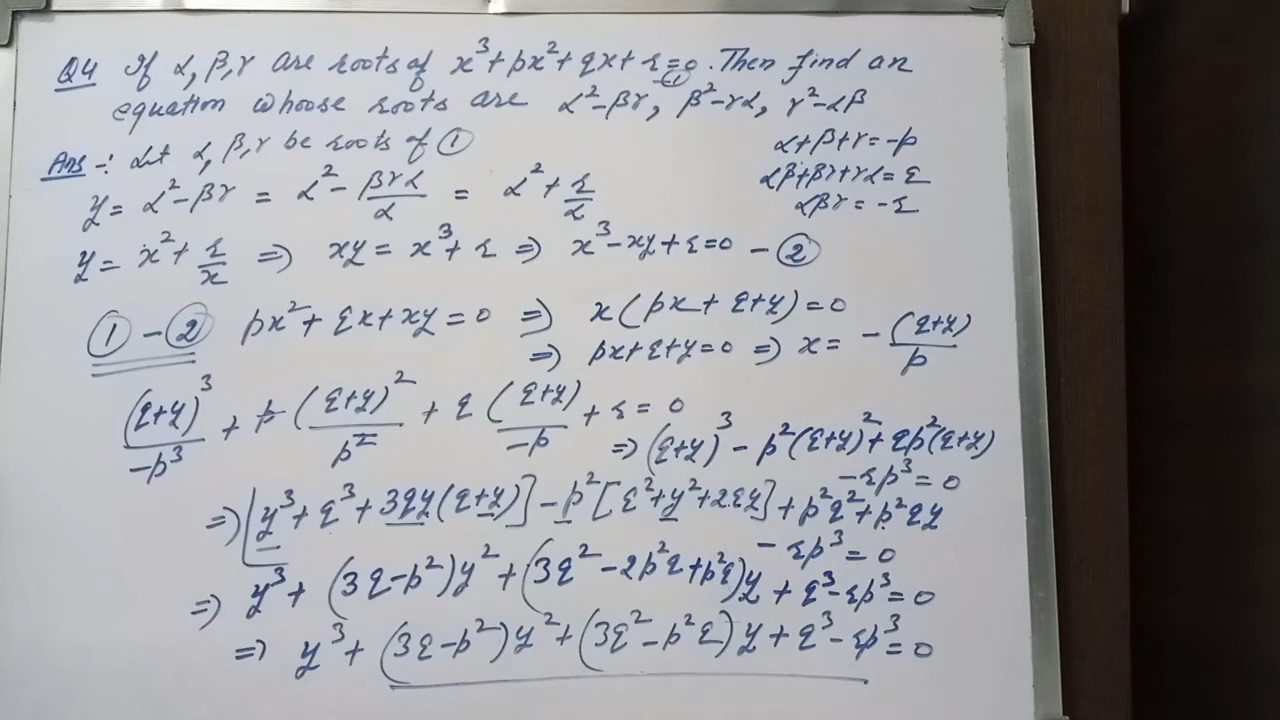 Q4 If α, β, γ are roots of x³ + px² + qx + r = 0 -①. Then find an
equation whose roots are α² - βγ, β² - γα, γ² - αβ
α + β + γ = -p
Ans -: Let α, β, γ be roots of ①
αβ + βγ + γα = q
αβγ = -r
y = α² - βγ = α² - βγα/α = α² + r/α
y = x² + r/x ⇒ xy = x³ + r ⇒ x³ - xy + r = 0 - ②
① - ② px² + qx + xy = 0 ⇒ x(px + q + y) = 0
⇒ px + q + y = 0 ⇒ x = -(q+y)/p
(q+y)³/-p³ + p (q+y)²/p² + q (q+y)/-p + r = 0
⇒ (q+y)³ - p²(q+y)² + qp²(q+y)
- rp³ = 0
⇒ [y³ + q³ + 3qy(q+y)] - p²[q² + y² + 2qy] + p²q² + p²qy
- rp³ = 0
⇒ y³ + (3q - p²)y² + (3q² - 2p²q + p²q)y + q³ - rp³ = 0
⇒ y³ + (3q - p²)y² + (3q² - p²q)y + q³ - rp³ = 0